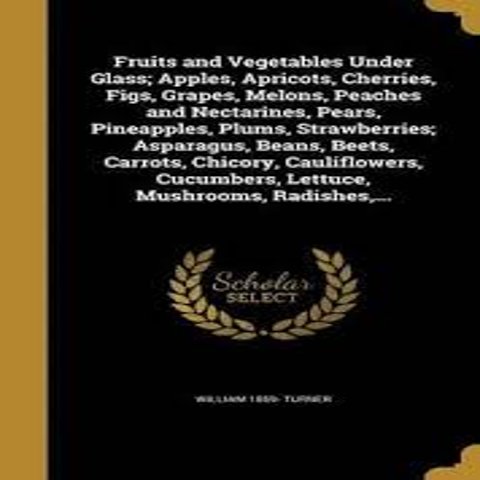 Fruits and Vegetables Under
Glass; Apples, Apricots, Cherries,
Figs, Grapes, Melons, Peaches
and Nectarines, Pears,
Pineapples, Plums, Strawberries;
Asparagus, Beans, Beets,
Carrots, Chicory, Cauliflowers,
Cucumbers, Lettuce,
Mushrooms, Radishes,...
Scholar
SELECT
WILLIAM 1869- TURNER